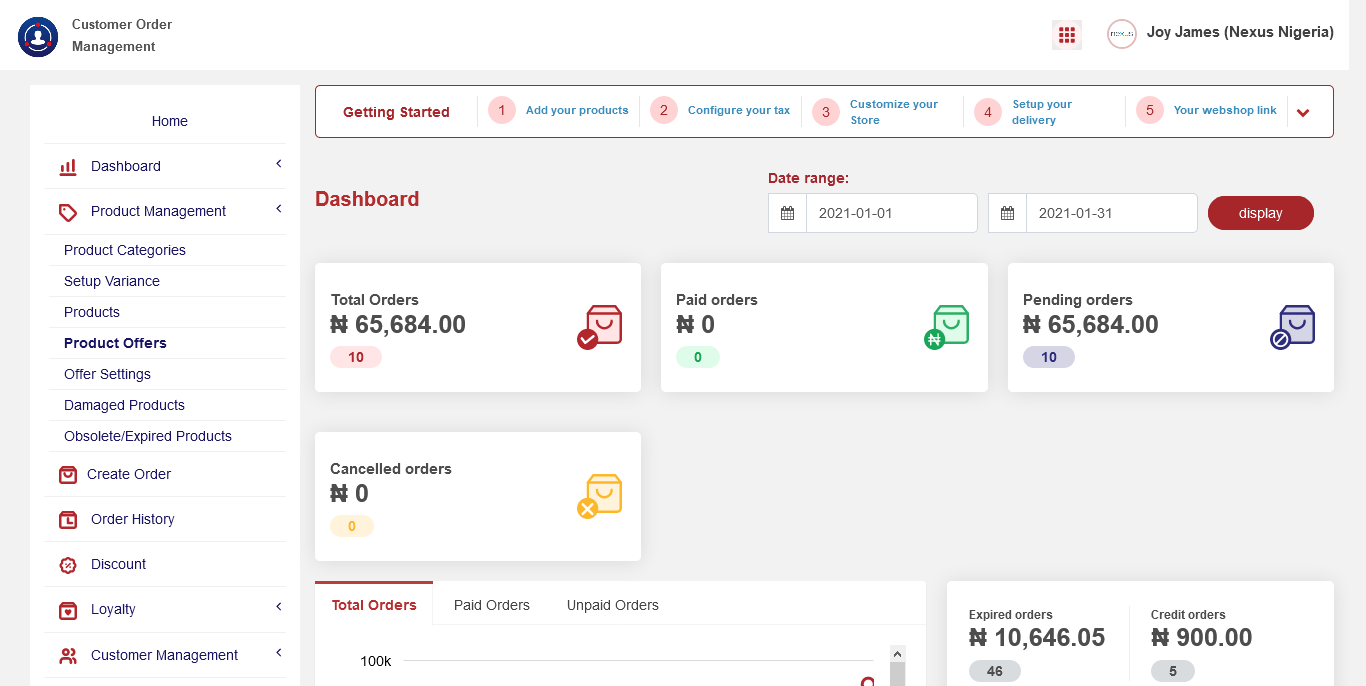 Customer Order
Management
nexus
Joy James (Nexus Nigeria)
Home
Dashboard
Product Management
Product Categories
Setup Variance
Products
Product Offers
Offer Settings
Damaged Products
Obsolete/Expired Products
Create Order
Order History
Discount
Loyalty
Customer Management
Getting Started
1 Add your products
2 Configure your tax
3 Customize your
Store
4 Setup your
delivery
5 Your webshop link
Dashboard
Date range:
2021-01-01
2021-01-31
display
Total Orders
₦ 65,684.00
10
Paid orders
₦ 0
0
Pending orders
₦ 65,684.00
10
Cancelled orders
₦ 0
0
Total Orders
Paid Orders
Unpaid Orders
100k
Expired orders
₦ 10,646.05
46
Credit orders
₦ 900.00
5